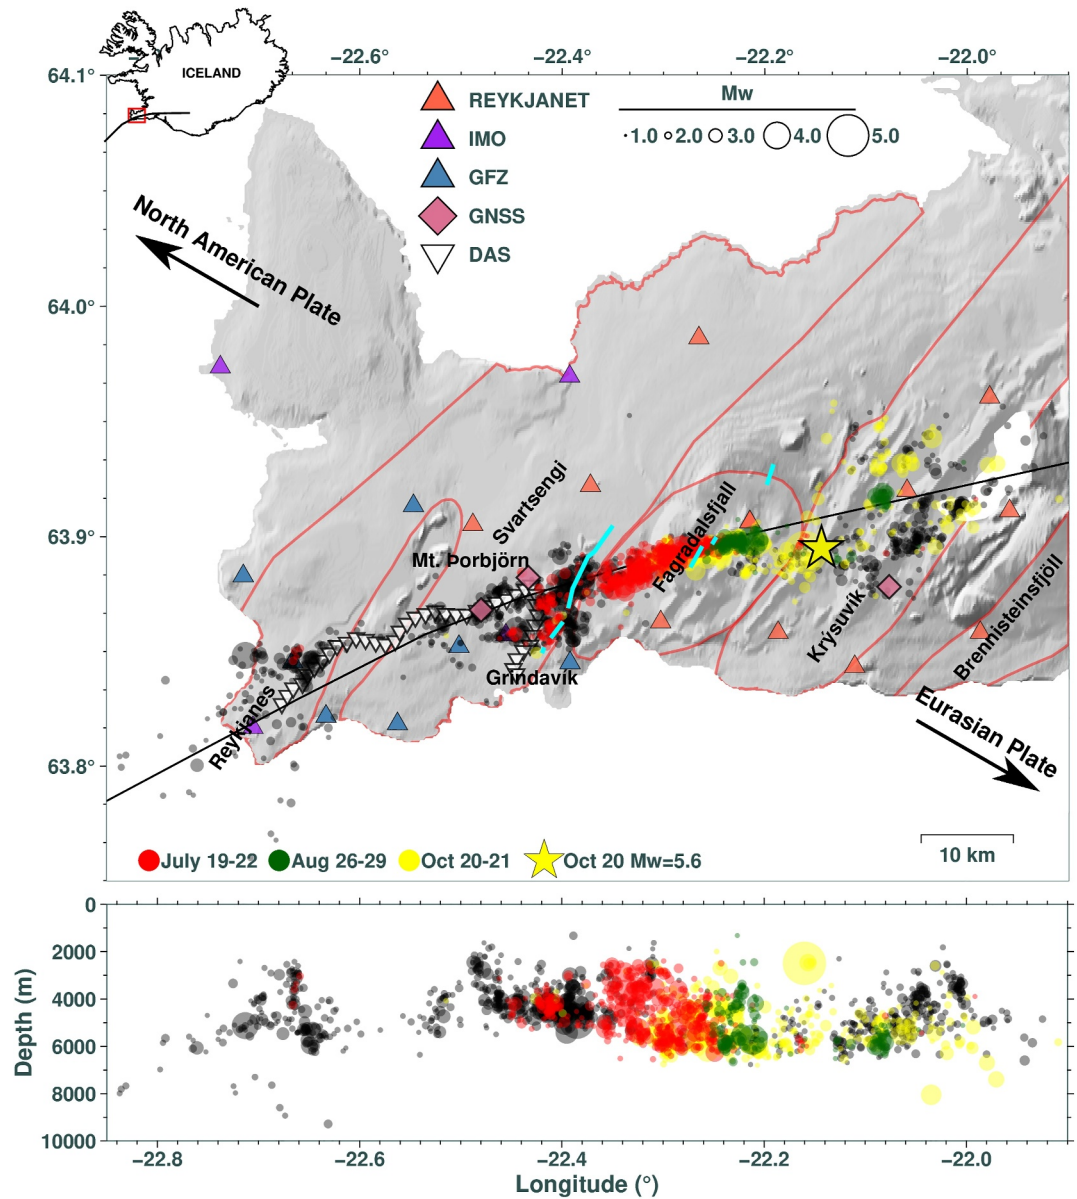 ICELAND
−22.6° −22.4° −22.2° −22.0°
64.1°
64.0°
63.9°
63.8°
REYKJANET
IMO
GFZ
GNSS
DAS
Mw
1.0 2.0 3.0 4.0 5.0
North American Plate
Svartsengi
Mt. Þorbjörn
Fagradalsfjall
Grindavík
Reykjanes
Krýsuvík
Brennisteinsfjöll
Eurasian Plate
July 19-22 Aug 26-29 Oct 20-21 Oct 20 Mw=5.6
10 km
0
2000
4000
6000
8000
10000
Depth (m)
−22.8 −22.6 −22.4 −22.2 −22.0
Longitude (°)